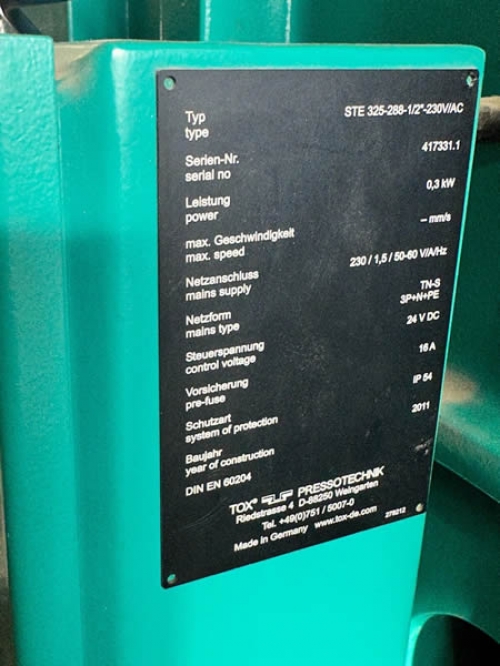 Typ STE 325-288-1/2"-230V/AC
type
Serien-Nr. 417331.1
serial no
Leistung 0,3 kW
power
max. Geschwindigkeit – mm/s
max. speed
Netzanschluss 230 / 1,5 / 50-60 V/A/Hz
mains supply
Netzform TN-S
mains type 3P+N+PE
Steuerspannung 24 V DC
control voltage
Vorsicherung 16 A
pre-fuse
Schutzart IP 54
system of protection
Baujahr 2011
year of construction
DIN EN 60204
TOX® PRESSOTECHNIK
Riedstrasse 4 D-88250 Weingarten
Tel. +49(0)751 / 5007-0
Made in Germany www.tox-de.com 275212